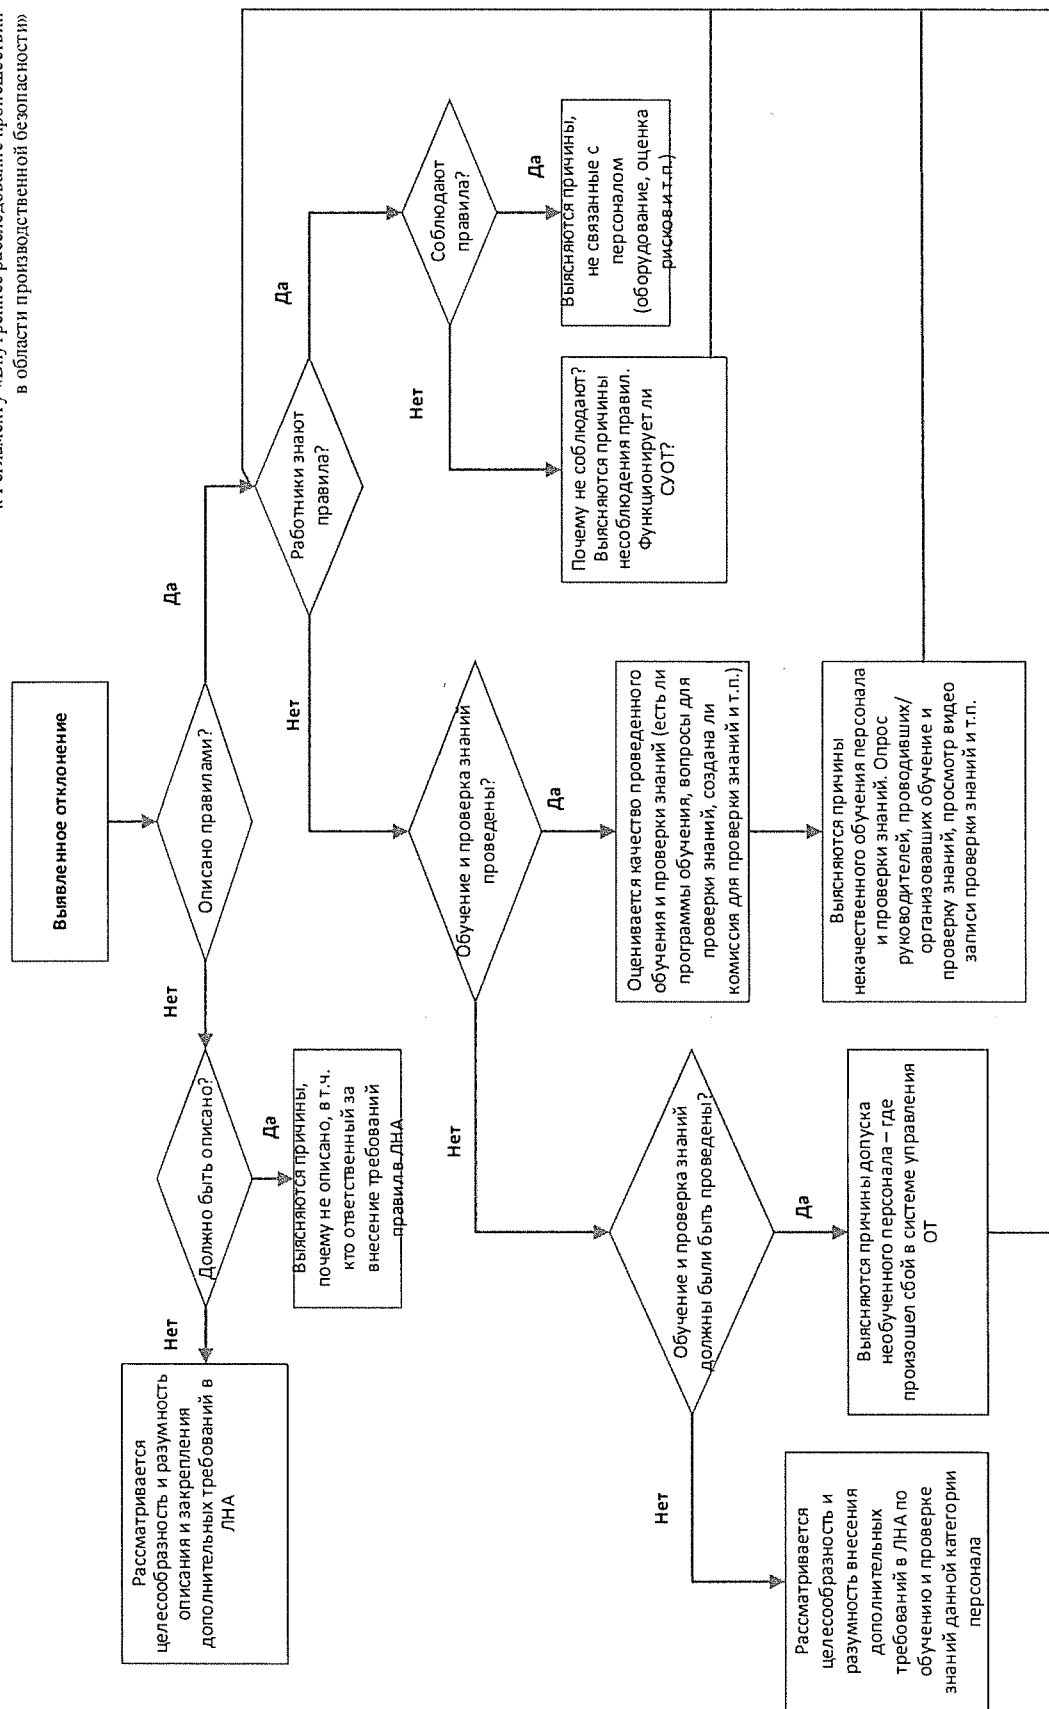 в области производственной безопасности»
Выявленное отклонение
Описано правилами?
Нет
Да
Должно быть описано?
Нет
Да
Рассматривается
целесообразность и разумность
описания и закрепления
дополнительных требований в
ЛНА
Выясняются причины,
почему не описано, в т.ч.
кто ответственный за
внесение требований
правил в ЛНА
Работники знают
правила?
Нет
Да
Соблюдают
правила?
Нет
Да
Почему не соблюдают?
Выясняются причины
несоблюдения правил.
Функционирует ли
СУОТ?
Выясняются причины,
не связанные с
персоналом
(оборудование, оценка
рисков и т.п.)
Обучение и проверка знаний
проведены?
Нет
Да
Оценивается качество проведенного
обучения и проверки знаний (есть ли
программы обучения, вопросы для
проверки знаний, создана ли
комиссия для проверки знаний и т.п.)
Выясняются причины
некачественного обучения персонала
и проверки знаний. Опрос
руководителей, проводивших/
организовавших обучение и
проверку знаний, просмотр видео
записи проверки знаний и т.п.
Обучение и проверка знаний
должны были быть проведены?
Нет
Да
Рассматривается
целесообразность и
разумность внесения
дополнительных
требований в ЛНА по
обучению и проверке
знаний данной категории
персонала
Выясняются причины допуска
необученного персонала – где
произошел сбой в системе управления
ОТ